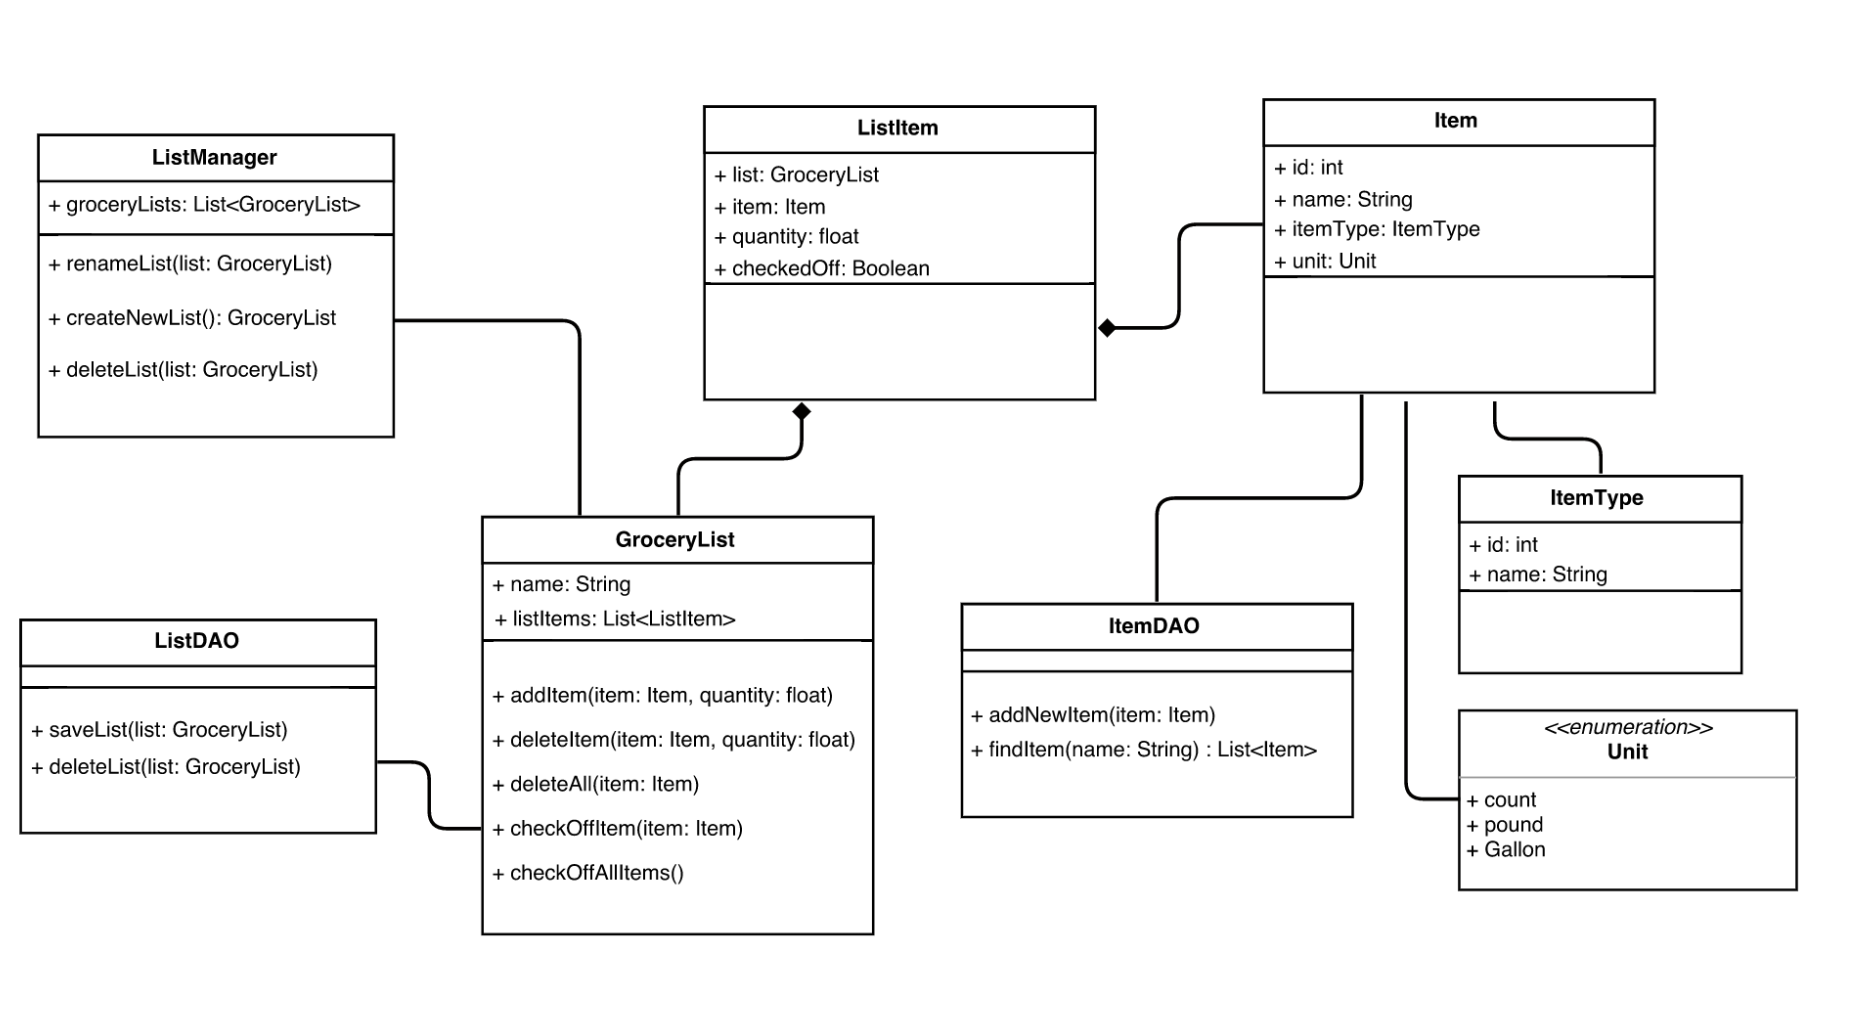 ListManager
+ groceryLists: List<GroceryList>
+ renameList(list: GroceryList)
+ createNewList(): GroceryList
+ deleteList(list: GroceryList)
ListItem
+ list: GroceryList
+ item: Item
+ quantity: float
+ checkedOff: Boolean
Item
+ id: int
+ name: String
+ itemType: ItemType
+ unit: Unit
GroceryList
+ name: String
+ listItems: List<ListItem>
+ addItem(item: Item, quantity: float)
+ deleteItem(item: Item, quantity: float)
+ deleteAll(item: Item)
+ checkOffItem(item: Item)
+ checkOffAllItems()
ListDAO
+ saveList(list: GroceryList)
+ deleteList(list: GroceryList)
ItemDAO
+ addNewItem(item: Item)
+ findItem(name: String) : List<Item>
ItemType
+ id: int
+ name: String
<<enumeration>>
Unit
+ count
+ pound
+ Gallon